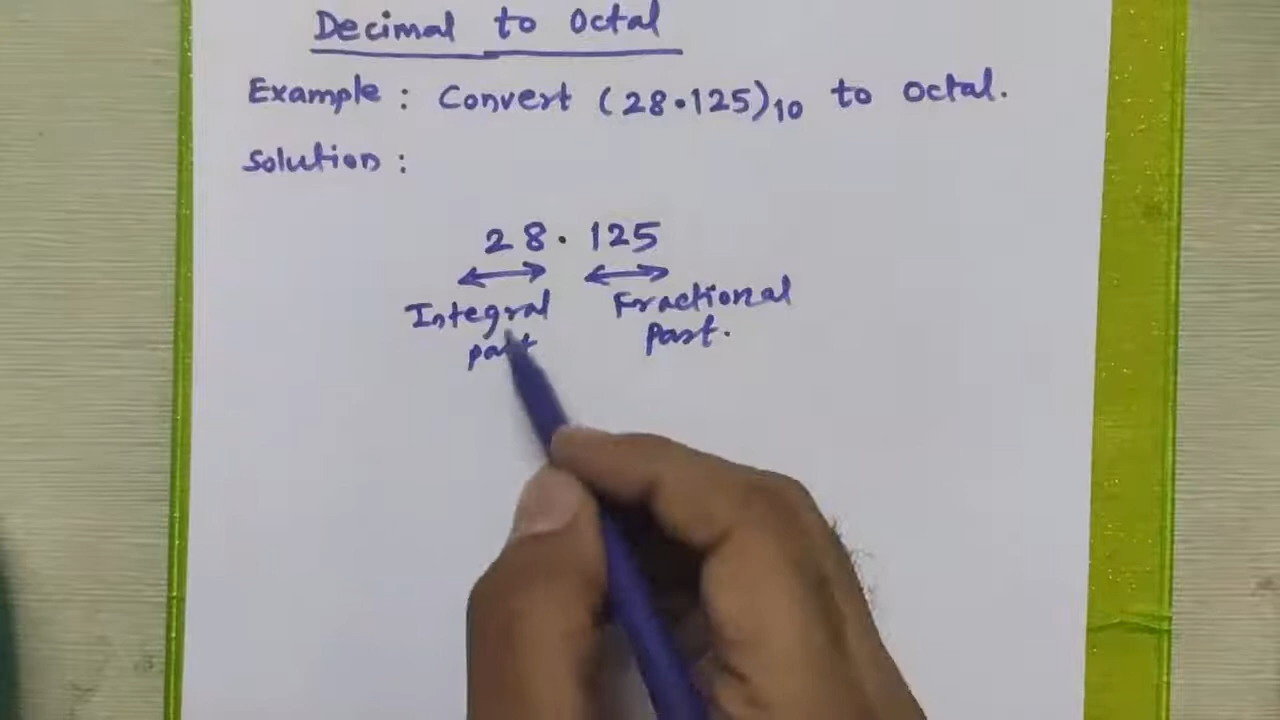 Decimal to Octal
Example : Convert (28.125)10 to Octal.
Solution :
28.125
Integral Fractional
part Part.